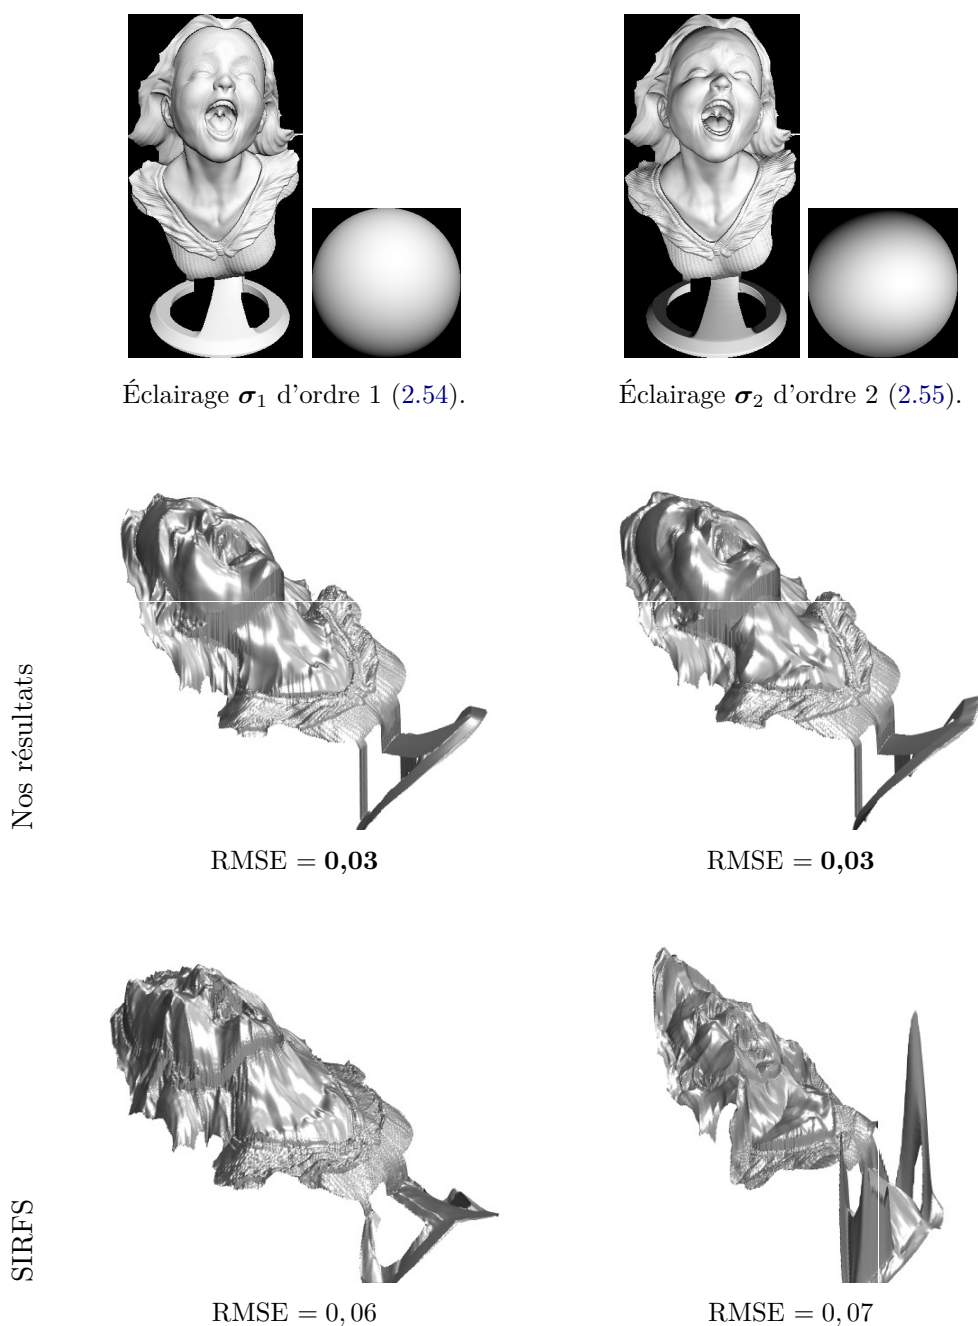 Éclairage σ₁ d'ordre 1 (2.54).
Éclairage σ₂ d'ordre 2 (2.55).
Nos résultats
RMSE = 0,03
RMSE = 0,03
SIRFS
RMSE = 0, 06
RMSE = 0, 07